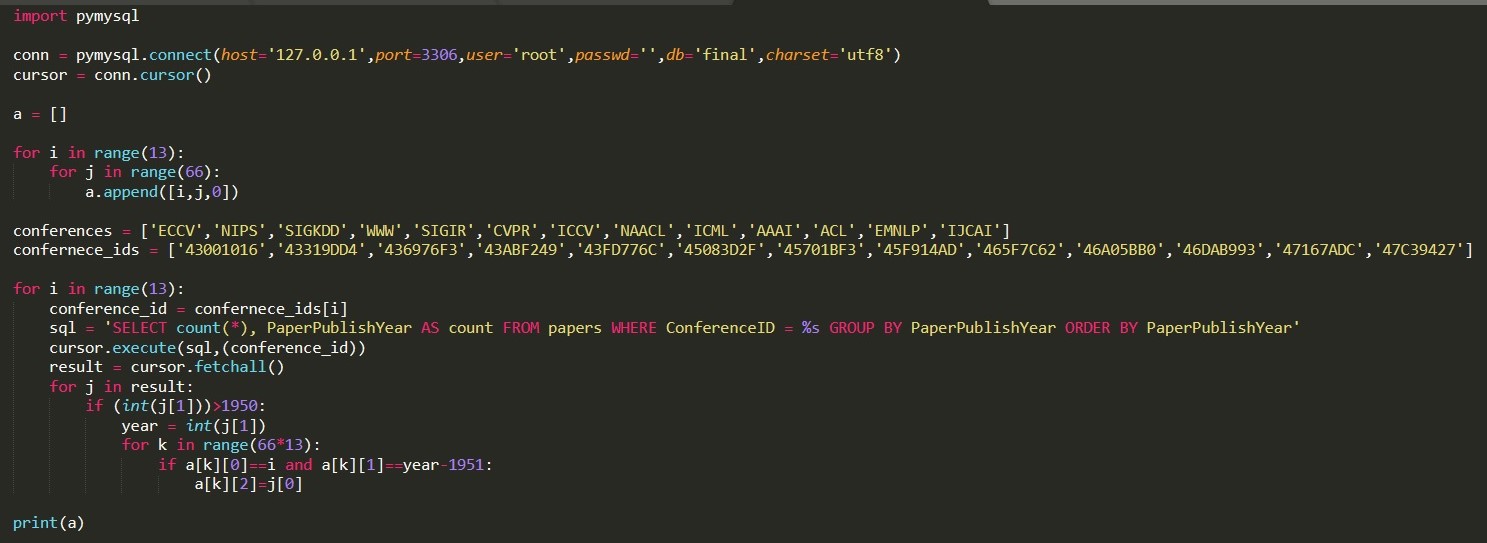 import pymysql
conn = pymysql.connect(host='127.0.0.1',port=3306,user='root',passwd='',db='final',charset='utf8')
cursor = conn.cursor()
a = []
for i in range(13):
    for j in range(66):
        a.append([i,j,0])
conferences = ['ECCV','NIPS','SIGKDD','WWW','SIGIR','CVPR','ICCV','NAACL','ICML','AAAI','ACL','EMNLP','IJCAI']
confernece_ids = ['43001016','43319DD4','436976F3','43ABF249','43FD776C','45083D2F','45701BF3','45F914AD','465F7C62','46A05BB0','46DAB993','47167ADC','47C39427']
for i in range(13):
    conference_id = confernece_ids[i]
    sql = 'SELECT count(*), PaperPublishYear AS count FROM papers WHERE ConferenceID = %s GROUP BY PaperPublishYear ORDER BY PaperPublishYear'
    cursor.execute(sql,(conference_id))
    result = cursor.fetchall()
    for j in result:
        if (int(j[1]))>1950:
            year = int(j[1])
            for k in range(66*13):
                if a[k][0]==i and a[k][1]==year-1951:
                    a[k][2]=j[0]
print(a)